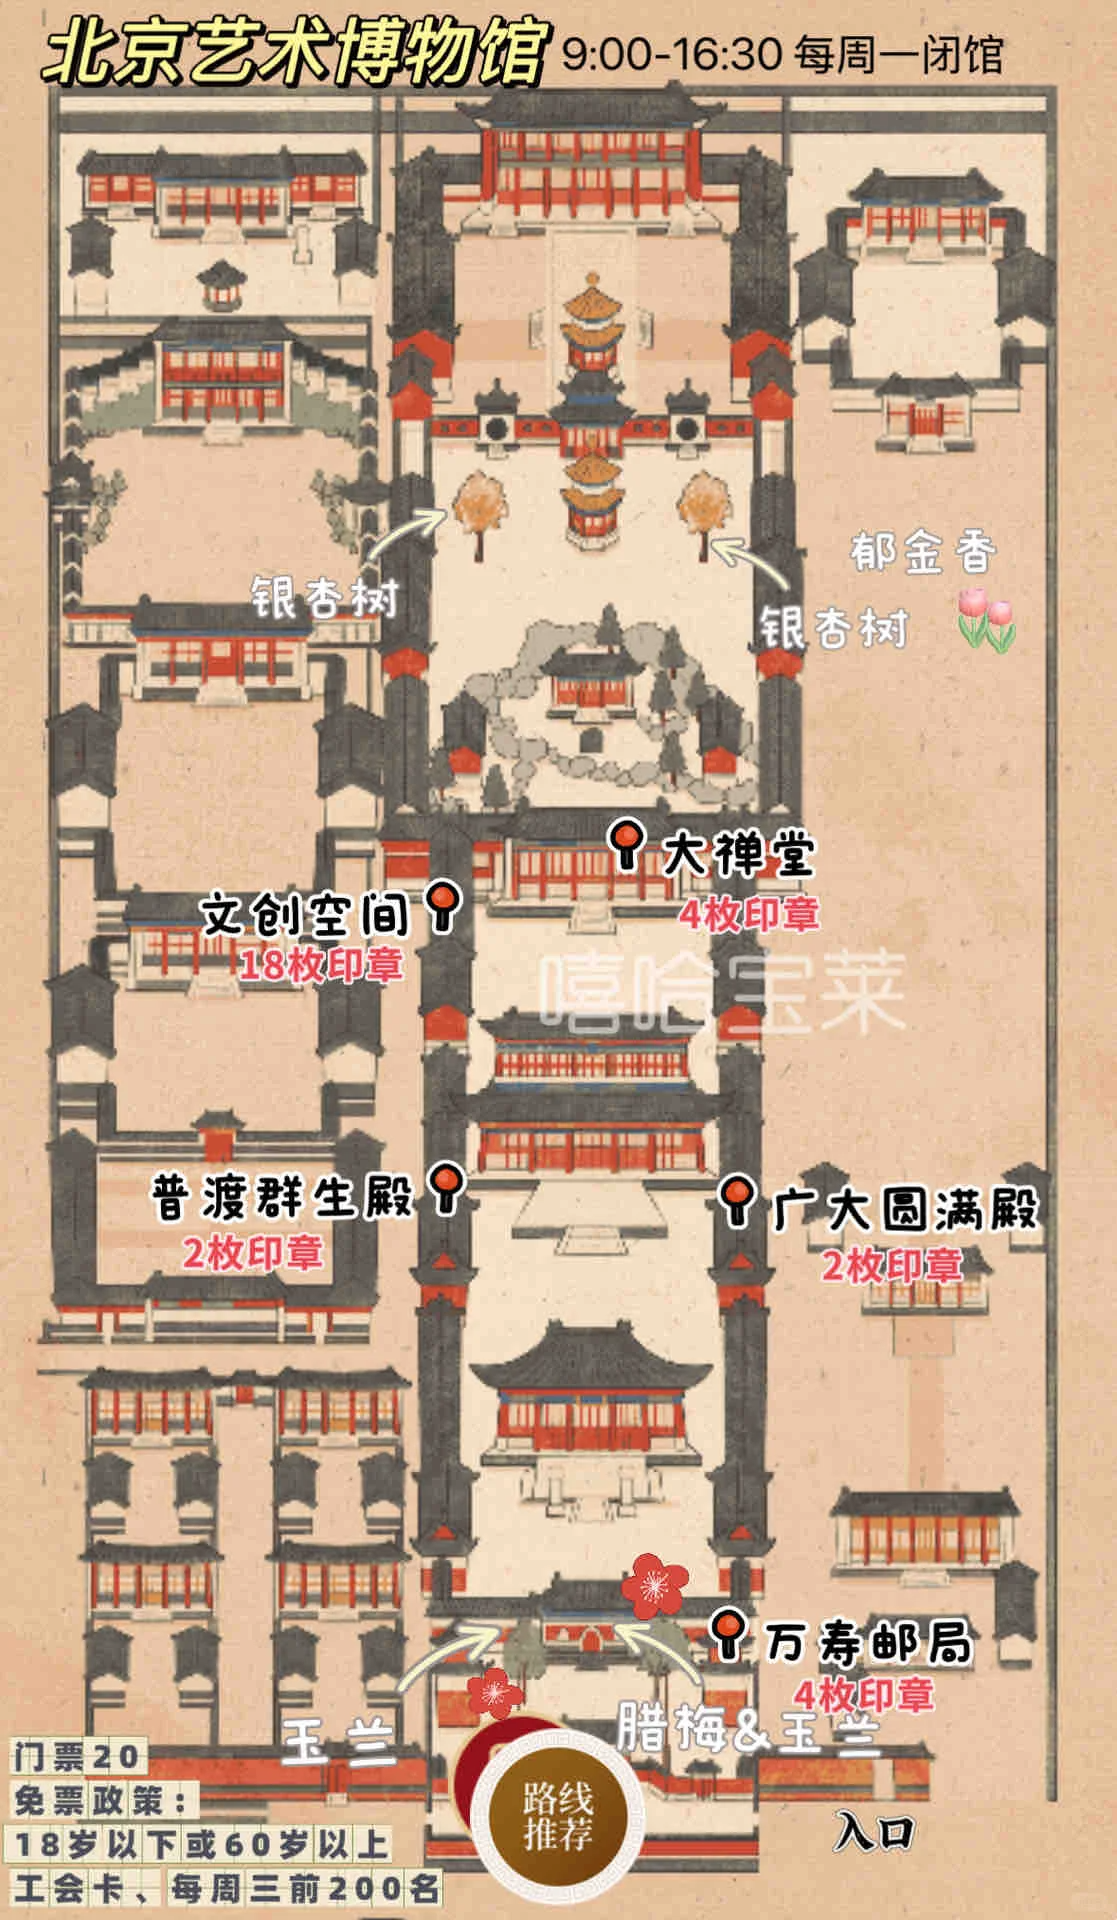 北京艺术博物馆 9:00-16:30 每周一闭馆
郁金香
银杏树
银杏树
大禅堂
4枚印章
文创空间
18枚印章
嘻哈宝莱
普渡群生殿
2枚印章
广大圆满殿
2枚印章
万寿邮局
4枚印章
玉兰
腊梅&玉兰
门票20
免票政策：
18岁以下或60岁以上
工会卡、每周三前200名
路线
推荐
入口